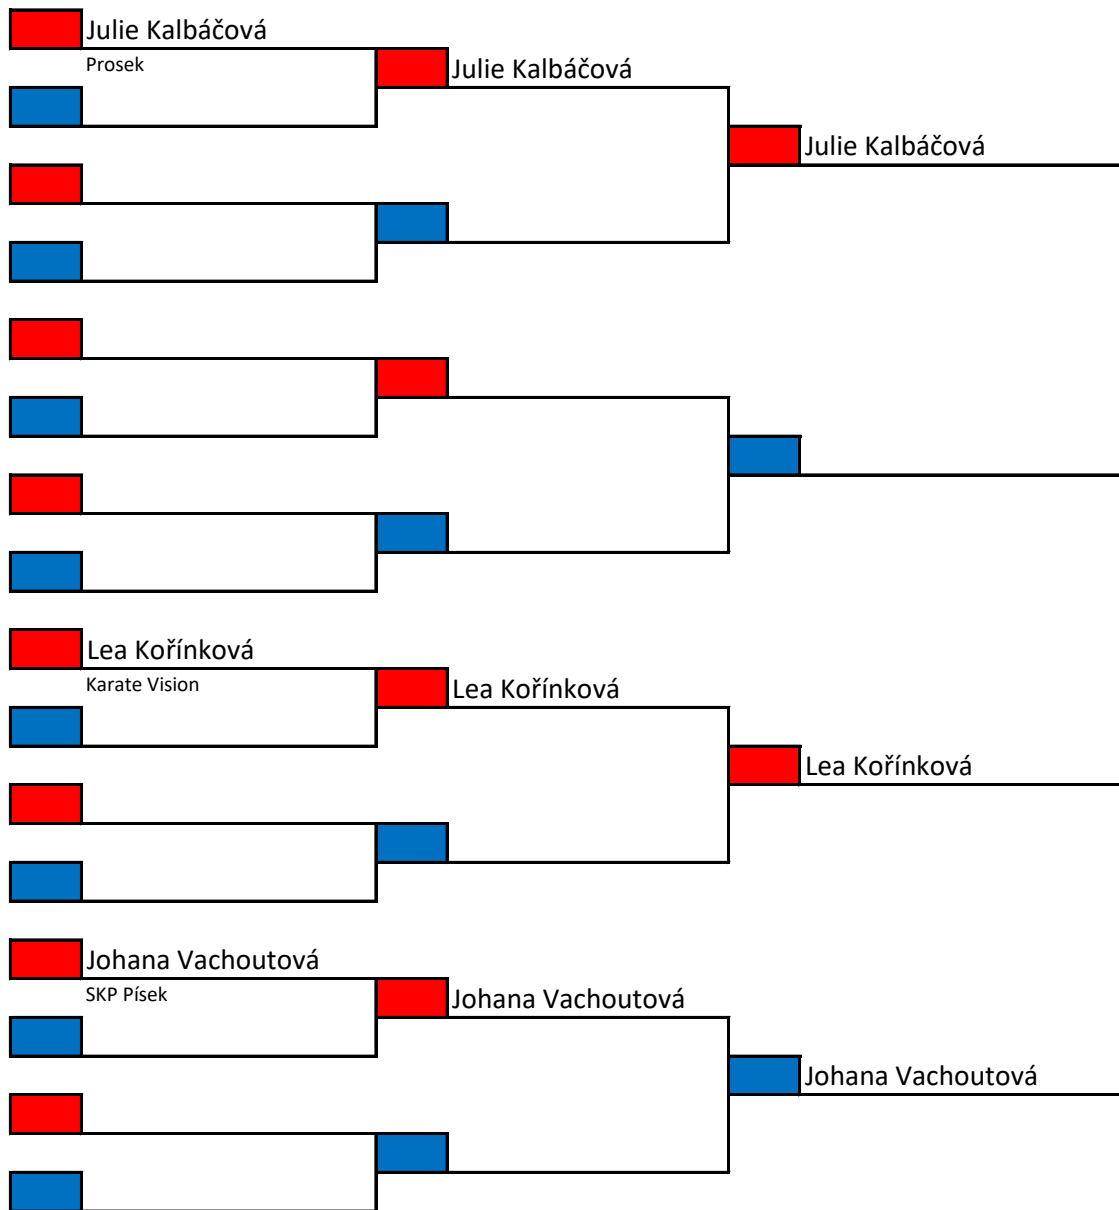 Julie Kalbáčová
Prosek
Julie Kalbáčová
Julie Kalbáčová
Lea Kořínková
Karate Vision
Lea Kořínková
Lea Kořínková
Johana Vachoutová
SKP Písek
Johana Vachoutová
Johana Vachoutová